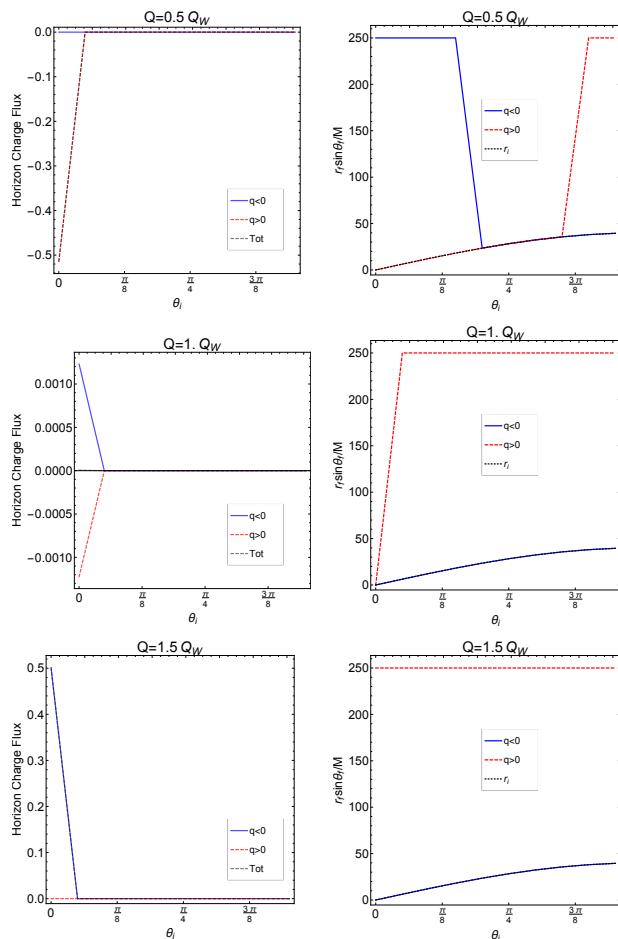 Q=0.5 Q_W
Horizon Charge Flux
0.0
-0.1
-0.2
-0.3
-0.4
-0.5
q<0
q>0
Tot
0 π/8 π/4 3π/8
θ_i
Q=0.5 Q_W
r_f sinθ_f/M
250
200
150
100
50
0
q<0
q>0
r_i
0 π/8 π/4 3π/8
θ_i
Q=1. Q_W
Horizon Charge Flux
0.0010
0.0005
0.0000
-0.0005
-0.0010
q<0
q>0
Tot
0 π/8 π/4 3π/8
θ_i
Q=1. Q_W
r_f sinθ_f/M
250
200
150
100
50
0
q<0
q>0
r_i
0 π/8 π/4 3π/8
θ_i
Q=1.5 Q_W
Horizon Charge Flux
0.5
0.4
0.3
0.2
0.1
0.0
q<0
q>0
Tot
0 π/8 π/4 3π/8
θ_i
Q=1.5 Q_W
r_f sinθ_f/M
250
200
150
100
50
0
q<0
q>0
r_i
0 π/8 π/4 3π/8
θ_i